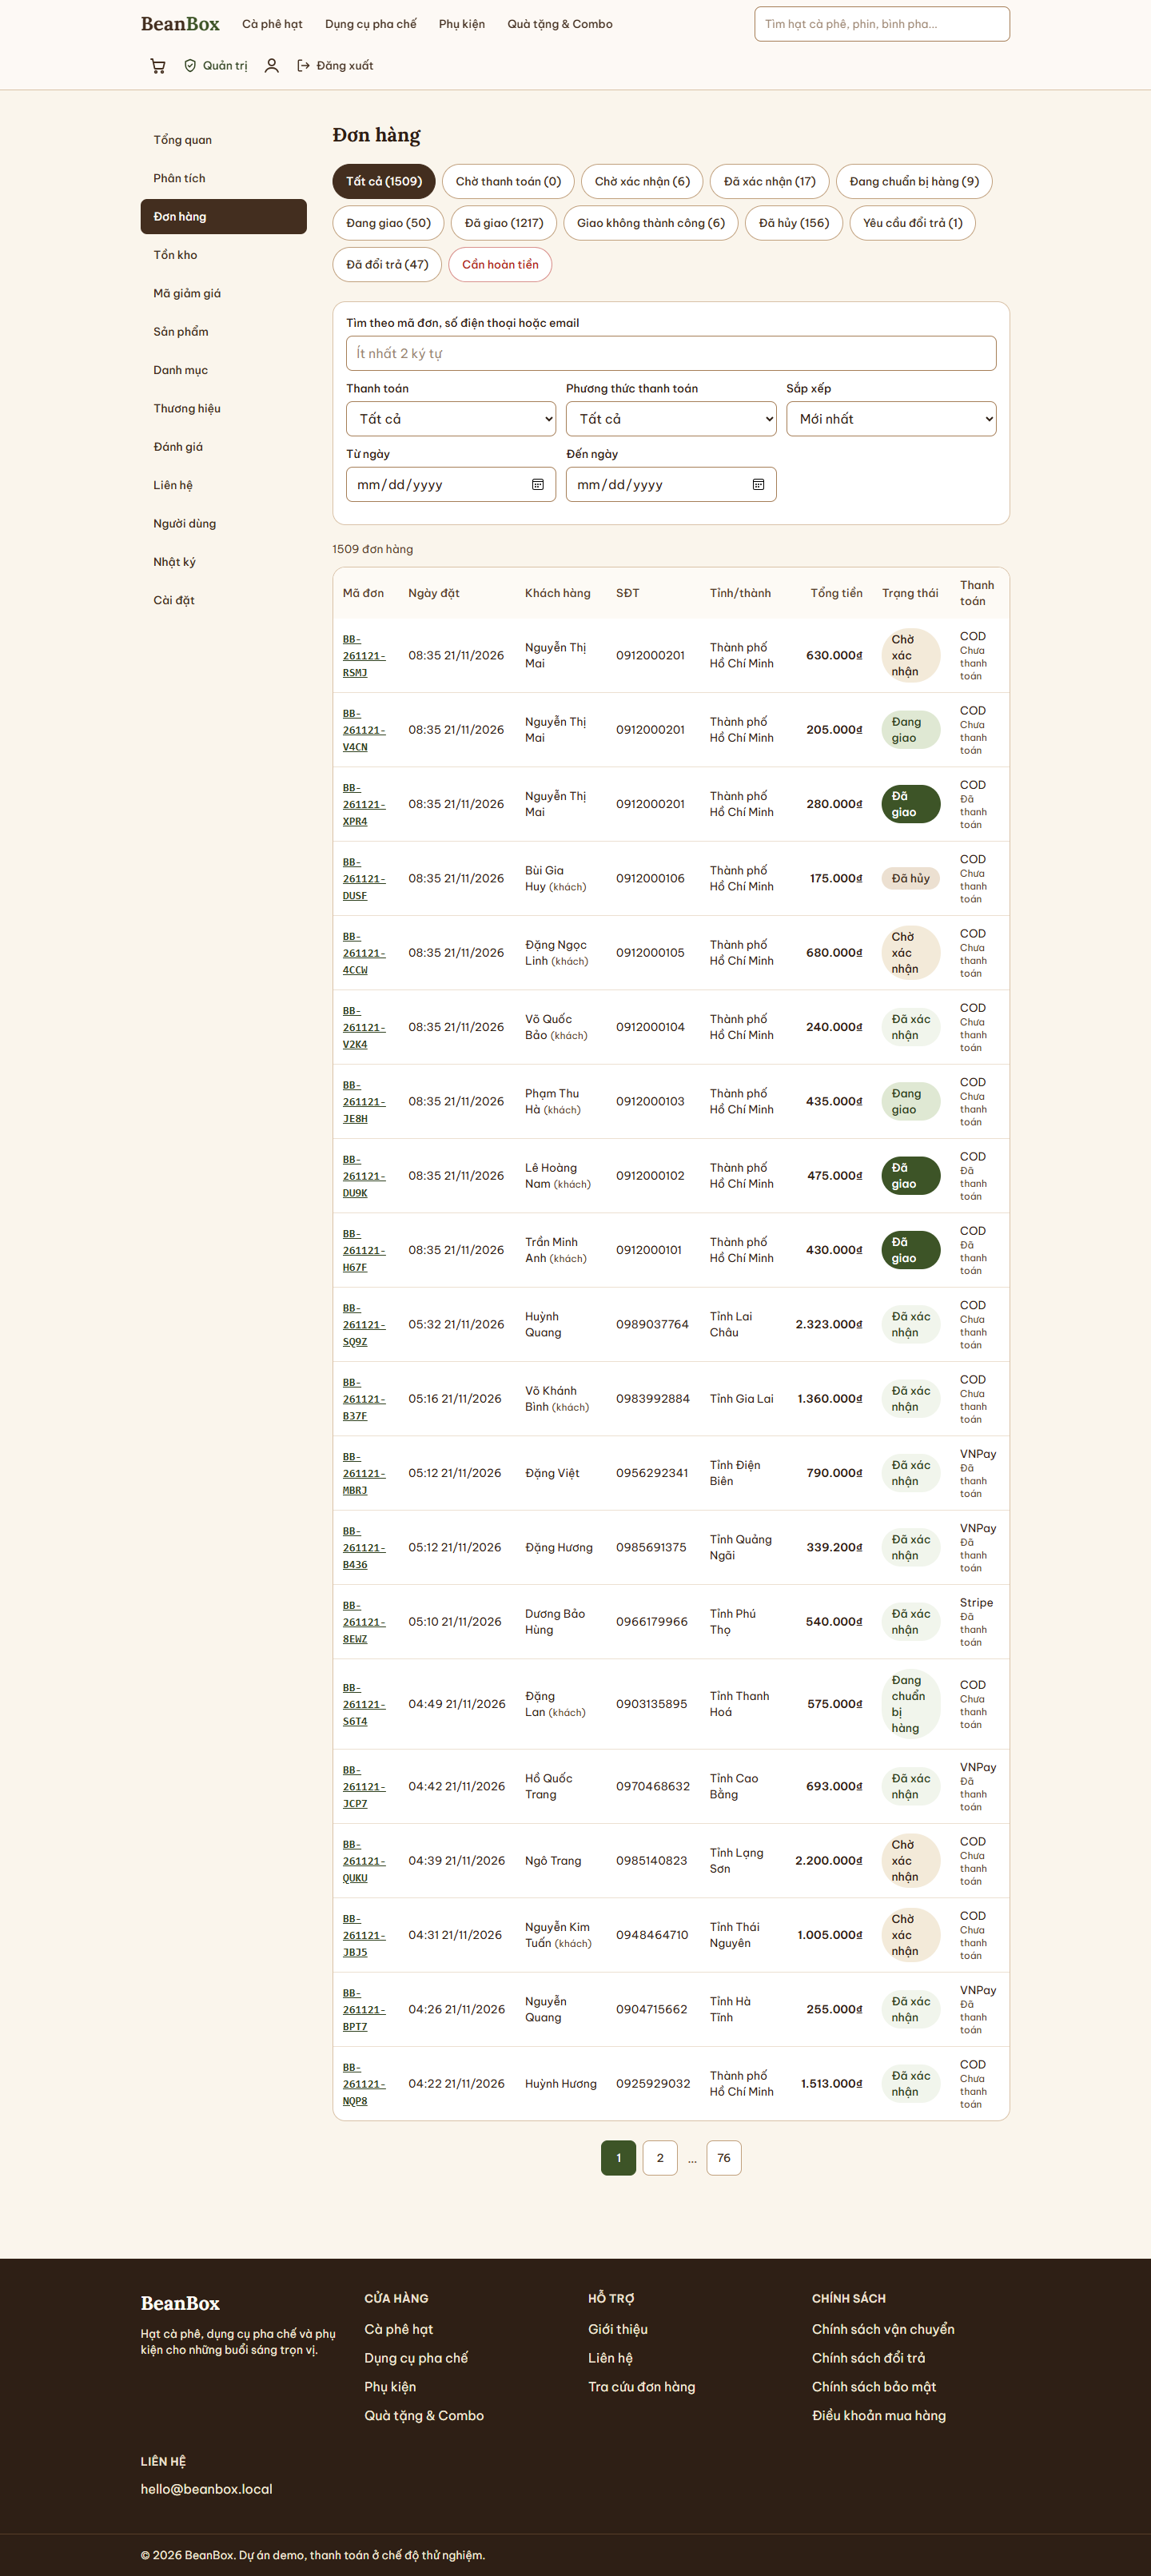 BeanBox Cà phê hạt Dụng cụ pha chế Phụ kiện Quà tặng & Combo Tìm hạt cà phê, phin, bình pha...
Quản trị Đăng xuất
Tổng quan
Phân tích
Đơn hàng
Tồn kho
Mã giảm giá
Sản phẩm
Danh mục
Thương hiệu
Đánh giá
Liên hệ
Người dùng
Nhật ký
Cài đặt
Đơn hàng
Tất cả (1509) Chờ thanh toán (0) Chờ xác nhận (6) Đã xác nhận (17) Đang chuẩn bị hàng (9)
Đang giao (50) Đã giao (1217) Giao không thành công (6) Đã hủy (156) Yêu cầu đổi trả (1)
Đã đổi trả (47) Cần hoàn tiền
Tìm theo mã đơn, số điện thoại hoặc email
Ít nhất 2 ký tự
Thanh toán Phương thức thanh toán Sắp xếp
Tất cả Tất cả Mới nhất
Từ ngày Đến ngày
mm/dd/yyyy mm/dd/yyyy
1509 đơn hàng
Mã đơn Ngày đặt Khách hàng SĐT Tỉnh/thành Tổng tiền Trạng thái Thanh toán
BB-261121-RSMJ 08:35 21/11/2026 Nguyễn Thị Mai 0912000201 Thành phố Hồ Chí Minh 630.000₫ Chờ xác nhận COD Chưa thanh toán
BB-261121-V4CN 08:35 21/11/2026 Nguyễn Thị Mai 0912000201 Thành phố Hồ Chí Minh 205.000₫ Đang giao COD Chưa thanh toán
BB-261121-XPR4 08:35 21/11/2026 Nguyễn Thị Mai 0912000201 Thành phố Hồ Chí Minh 280.000₫ Đã giao COD Đã thanh toán
BB-261121-DUSF 08:35 21/11/2026 Bùi Gia Huy (khách) 0912000106 Thành phố Hồ Chí Minh 175.000₫ Đã hủy COD Chưa thanh toán
BB-261121-4CCW 08:35 21/11/2026 Đặng Ngọc Linh (khách) 0912000105 Thành phố Hồ Chí Minh 680.000₫ Chờ xác nhận COD Chưa thanh toán
BB-261121-V2K4 08:35 21/11/2026 Võ Quốc Bảo (khách) 0912000104 Thành phố Hồ Chí Minh 240.000₫ Đã xác nhận COD Chưa thanh toán
BB-261121-JE8H 08:35 21/11/2026 Phạm Thu Hà (khách) 0912000103 Thành phố Hồ Chí Minh 435.000₫ Đang giao COD Chưa thanh toán
BB-261121-DU9K 08:35 21/11/2026 Lê Hoàng Nam (khách) 0912000102 Thành phố Hồ Chí Minh 475.000₫ Đã giao COD Đã thanh toán
BB-261121-H67F 08:35 21/11/2026 Trần Minh Anh (khách) 0912000101 Thành phố Hồ Chí Minh 430.000₫ Đã giao COD Đã thanh toán
BB-261121-SQ9Z 05:32 21/11/2026 Huỳnh Quang 0989037764 Tỉnh Lai Châu 2.323.000₫ Đã xác nhận COD Chưa thanh toán
BB-261121-B37F 05:16 21/11/2026 Võ Khánh Bình (khách) 0983992884 Tỉnh Gia Lai 1.360.000₫ Đã xác nhận COD Chưa thanh toán
BB-261121-MBRJ 05:12 21/11/2026 Đặng Việt 0956292341 Tỉnh Điện Biên 790.000₫ Đã xác nhận VNPay Đã thanh toán
BB-261121-B436 05:12 21/11/2026 Đặng Hương 0985691375 Tỉnh Quảng Ngãi 339.200₫ Đã xác nhận VNPay Đã thanh toán
BB-261121-8EWZ 05:10 21/11/2026 Dương Bảo Hùng 0966179966 Tỉnh Phú Thọ 540.000₫ Đã xác nhận Stripe Đã thanh toán
BB-261121-S6T4 04:49 21/11/2026 Đặng Lan (khách) 0903135895 Tỉnh Thanh Hoá 575.000₫ Đang chuẩn bị hàng COD Chưa thanh toán
BB-261121-JCP7 04:42 21/11/2026 Hồ Quốc Trang 0970468632 Tỉnh Cao Bằng 693.000₫ Đã xác nhận VNPay Đã thanh toán
BB-261121-QUKU 04:39 21/11/2026 Ngô Trang 0985140823 Tỉnh Lạng Sơn 2.200.000₫ Chờ xác nhận COD Chưa thanh toán
BB-261121-JBJ5 04:31 21/11/2026 Nguyễn Kim Tuấn (khách) 0948464710 Tỉnh Thái Nguyên 1.005.000₫ Chờ xác nhận COD Chưa thanh toán
BB-261121-BPT7 04:26 21/11/2026 Nguyễn Quang 0904715662 Tỉnh Hà Tĩnh 255.000₫ Đã xác nhận VNPay Đã thanh toán
BB-261121-NQP8 04:22 21/11/2026 Huỳnh Hương 0925929032 Thành phố Hồ Chí Minh 1.513.000₫ Đã xác nhận COD Chưa thanh toán
1 2 ... 76
BeanBox
Hạt cà phê, dụng cụ pha chế và phụ
kiện cho những buổi sáng trọn vị.
CỬA HÀNG
Cà phê hạt
Dụng cụ pha chế
Phụ kiện
Quà tặng & Combo
HỖ TRỢ
Giới thiệu
Liên hệ
Tra cứu đơn hàng
CHÍNH SÁCH
Chính sách vận chuyển
Chính sách đổi trả
Chính sách bảo mật
Điều khoản mua hàng
LIÊN HỆ
hello@beanbox.local
© 2026 BeanBox. Dự án demo, thanh toán ở chế độ thử nghiệm.